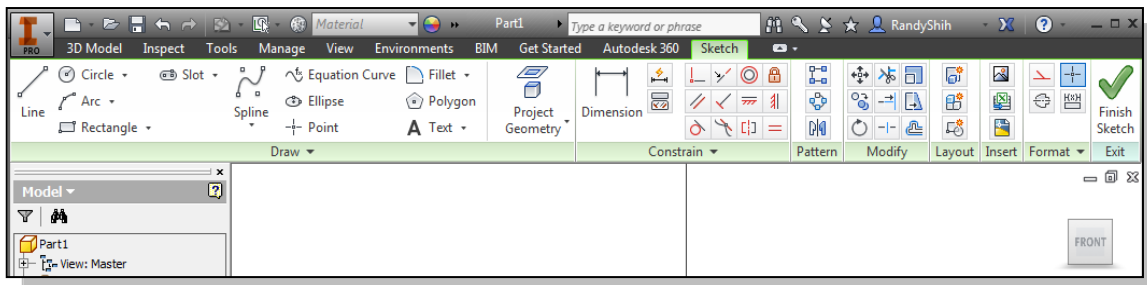 Material Part1 Type a keyword or phrase RandyShih
PRO 3D Model Inspect Tools Manage View Environments BIM Get Started Autodesk 360 Sketch
Circle Slot Equation Curve Fillet
Line Arc Spline Ellipse Polygon Project Geometry Dimension Finish Sketch
Rectangle Point A Text
Draw Constrain Pattern Modify Layout Insert Format Exit
Model
Part1 FRONT
View: Master